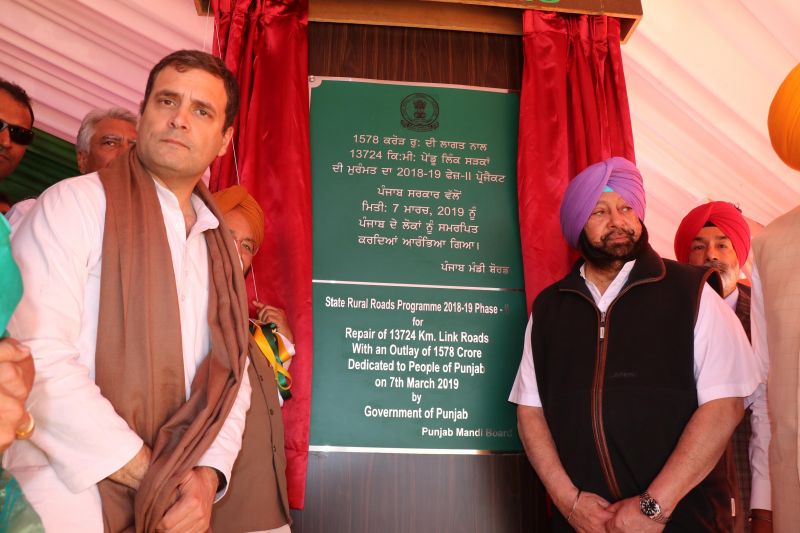 1578 ਕਰੋੜ ਰੁ: ਦੀ ਲਾਗਤ ਨਾਲ
13724 ਕਿ:ਮੀ: ਪੇਂਡੂ ਲਿੰਕ ਸੜਕਾਂ
ਦੀ ਮੁਰੰਮਤ ਦਾ 2018-19 ਫੇਜ਼-II ਪ੍ਰੋਜੈਕਟ
ਪੰਜਾਬ ਸਰਕਾਰ ਵੱਲੋਂ
ਮਿਤੀ: 7 ਮਾਰਚ, 2019 ਨੂੰ
ਪੰਜਾਬ ਦੇ ਲੋਕਾਂ ਨੂੰ ਸਮਰਪਿਤ
ਕਰਦਿਆਂ ਆਰੰਭਿਆ ਗਿਆ।
ਪੰਜਾਬ ਮੰਡੀ ਬੋਰਡ
State Rural Roads Programme 2018-19 Phase -
for
Repair of 13724 Km. Link Roads
With an Outlay of 1578 Crore
Dedicated to People of Punjab
on 7th March 2019
by
Government of Punjab
Punjab Mandi Board